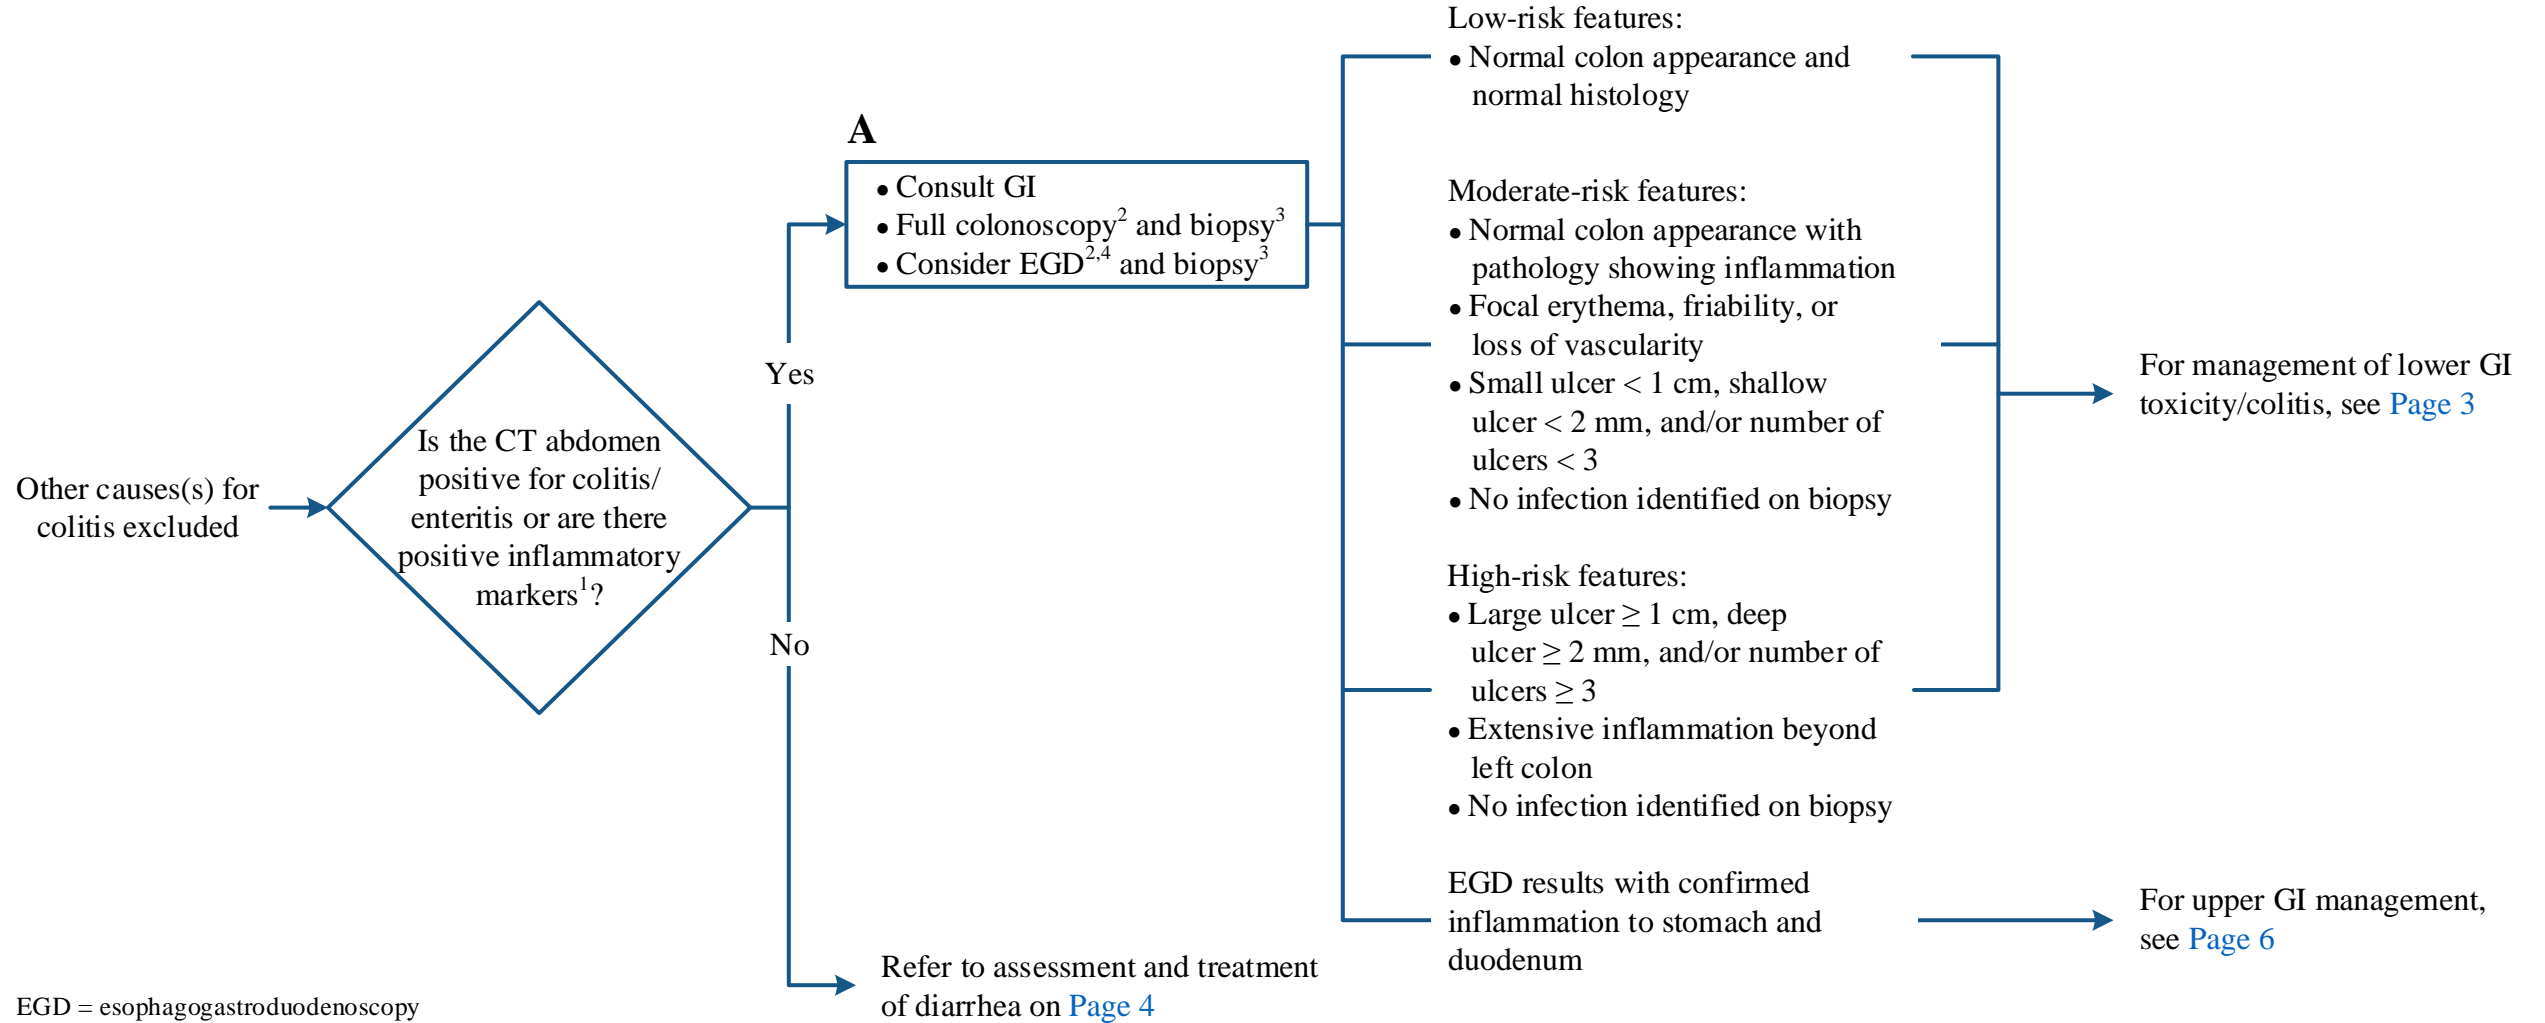 Other causes(s) for
colitis excluded
Is the CT abdomen
positive for colitis/
enteritis or are there
positive inflammatory
markers1?
Yes
No
A
• Consult GI
• Full colonoscopy2 and biopsy3
• Consider EGD2,4 and biopsy3
Refer to assessment and treatment
of diarrhea on Page 4
Low-risk features:
• Normal colon appearance and
normal histology
Moderate-risk features:
• Normal colon appearance with
pathology showing inflammation
• Focal erythema, friability, or
loss of vascularity
• Small ulcer < 1 cm, shallow
ulcer < 2 mm, and/or number of
ulcers < 3
• No infection identified on biopsy
High-risk features:
• Large ulcer ≥ 1 cm, deep
ulcer ≥ 2 mm, and/or number of
ulcers ≥ 3
• Extensive inflammation beyond
left colon
• No infection identified on biopsy
EGD results with confirmed
inflammation to stomach and
duodenum
For management of lower GI
toxicity/colitis, see Page 3
For upper GI management,
see Page 6
EGD = esophagogastroduodenoscopy